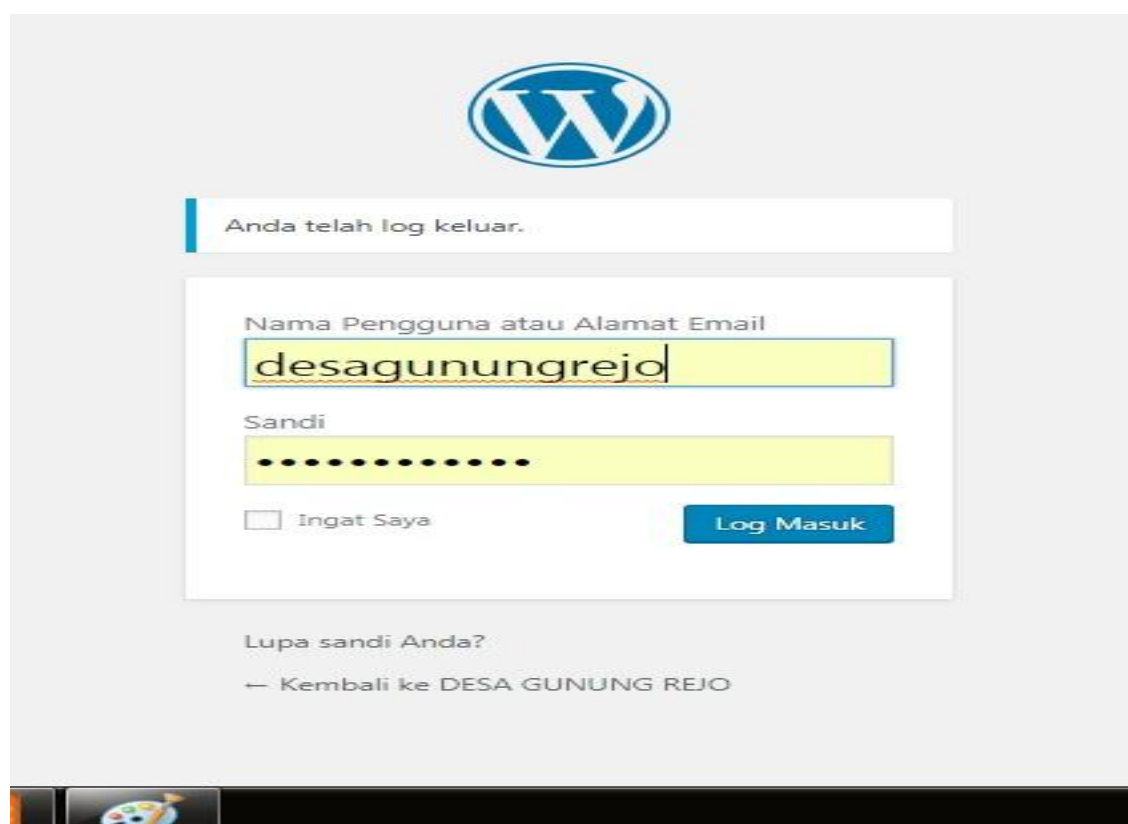 Anda telah log keluar.
Nama Pengguna atau Alamat Email
desagunungrejo
Sandi
••••••••••••
Ingat Saya
Log Masuk
Lupa sandi Anda?
← Kembali ke DESA GUNUNG REJO